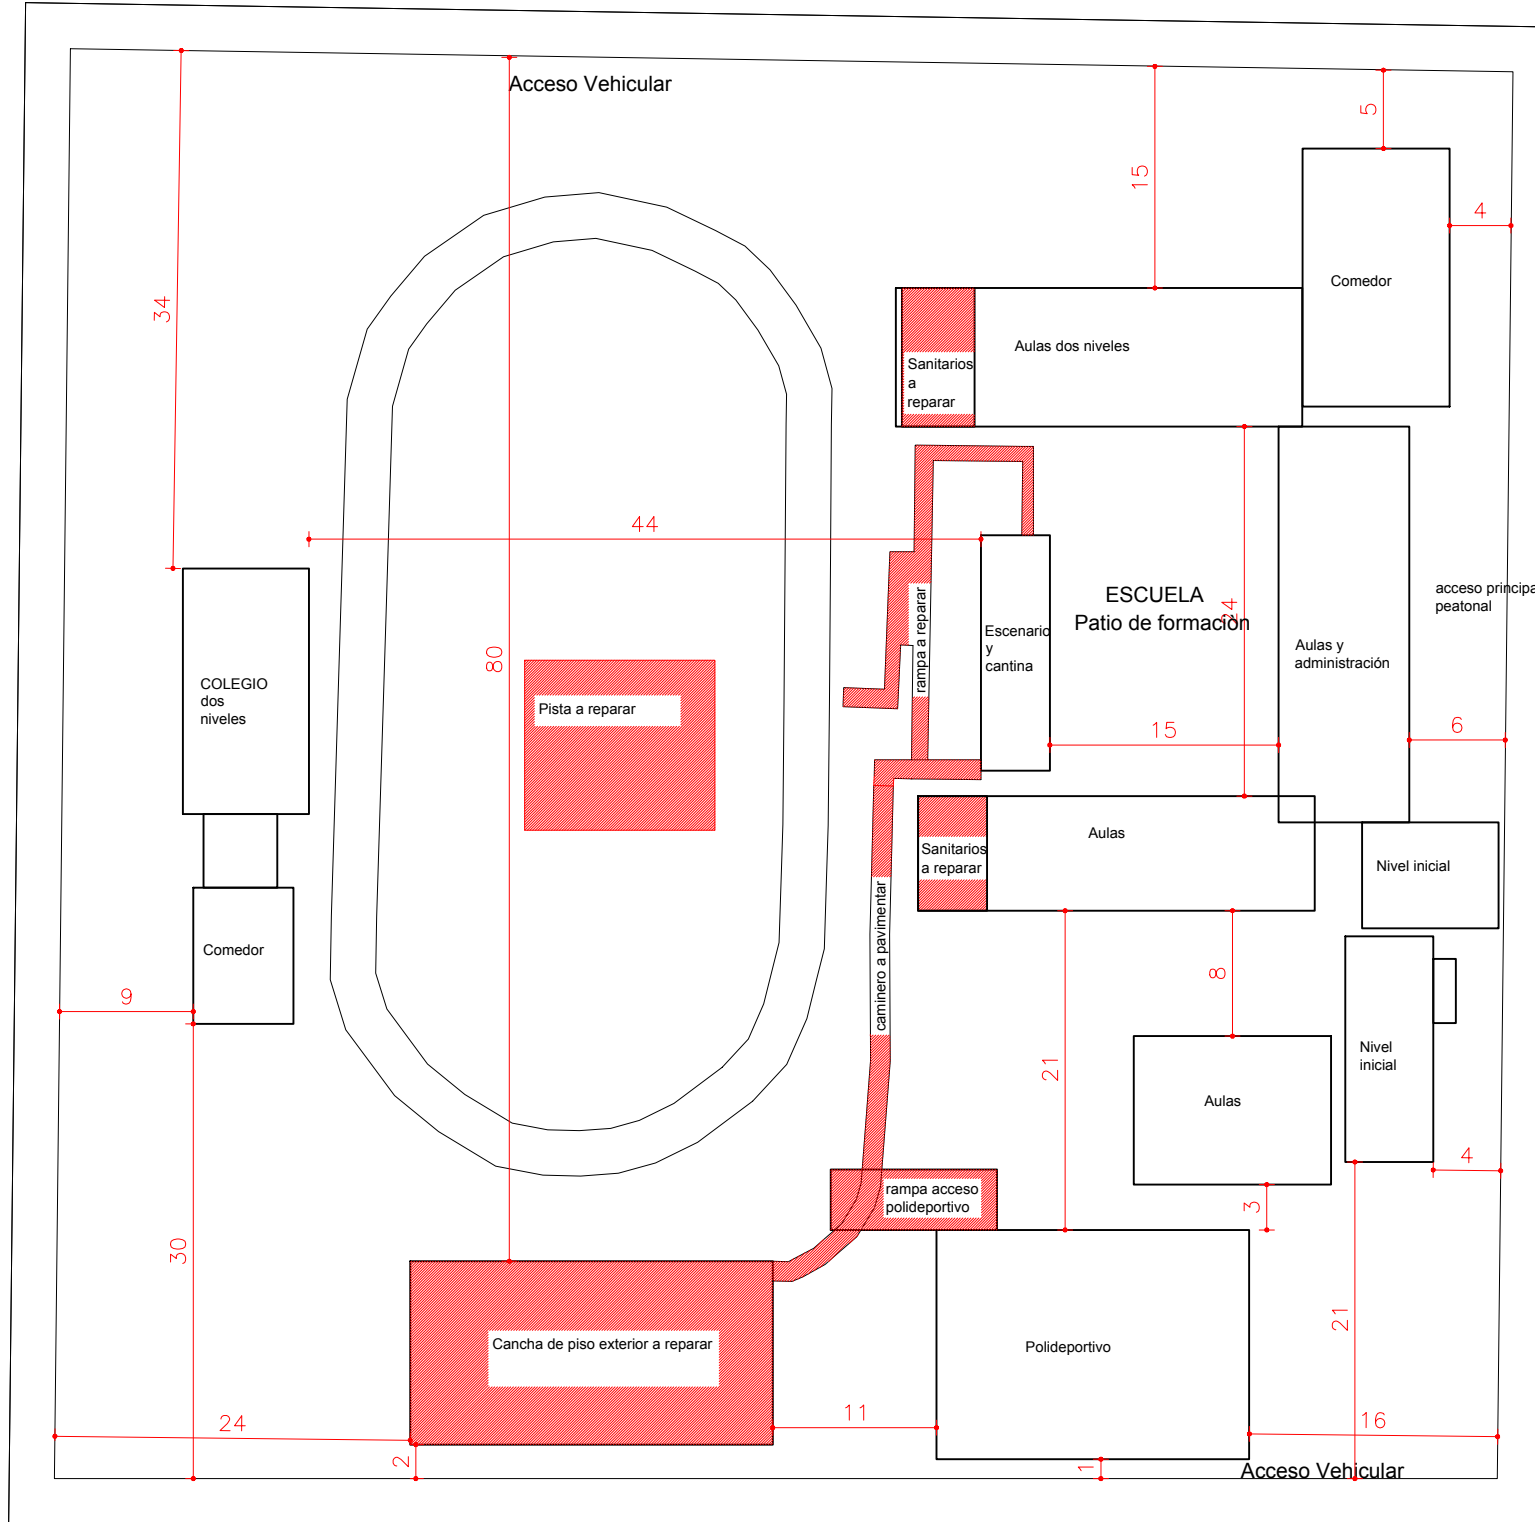 Acceso Vehicular
5
15
4
34
Comedor
Aulas dos niveles
Sanitarios
a
reparar
44
ESCUELA
Patio de formación
24
acceso principa
peatonal
rampa a reparar
Escenario
y
cantina
Aulas y
administración
80
COLEGIO
dos
niveles
Pista a reparar
15
6
Aulas
Sanitarios
a reparar
Nivel inicial
caminero a pavimentar
Comedor
9
8
21
Nivel
inicial
Aulas
4
3
rampa acceso
polideportivo
30
21
Cancha de piso exterior a reparar
Polideportivo
24
11
16
2
1
Acceso Vehicular